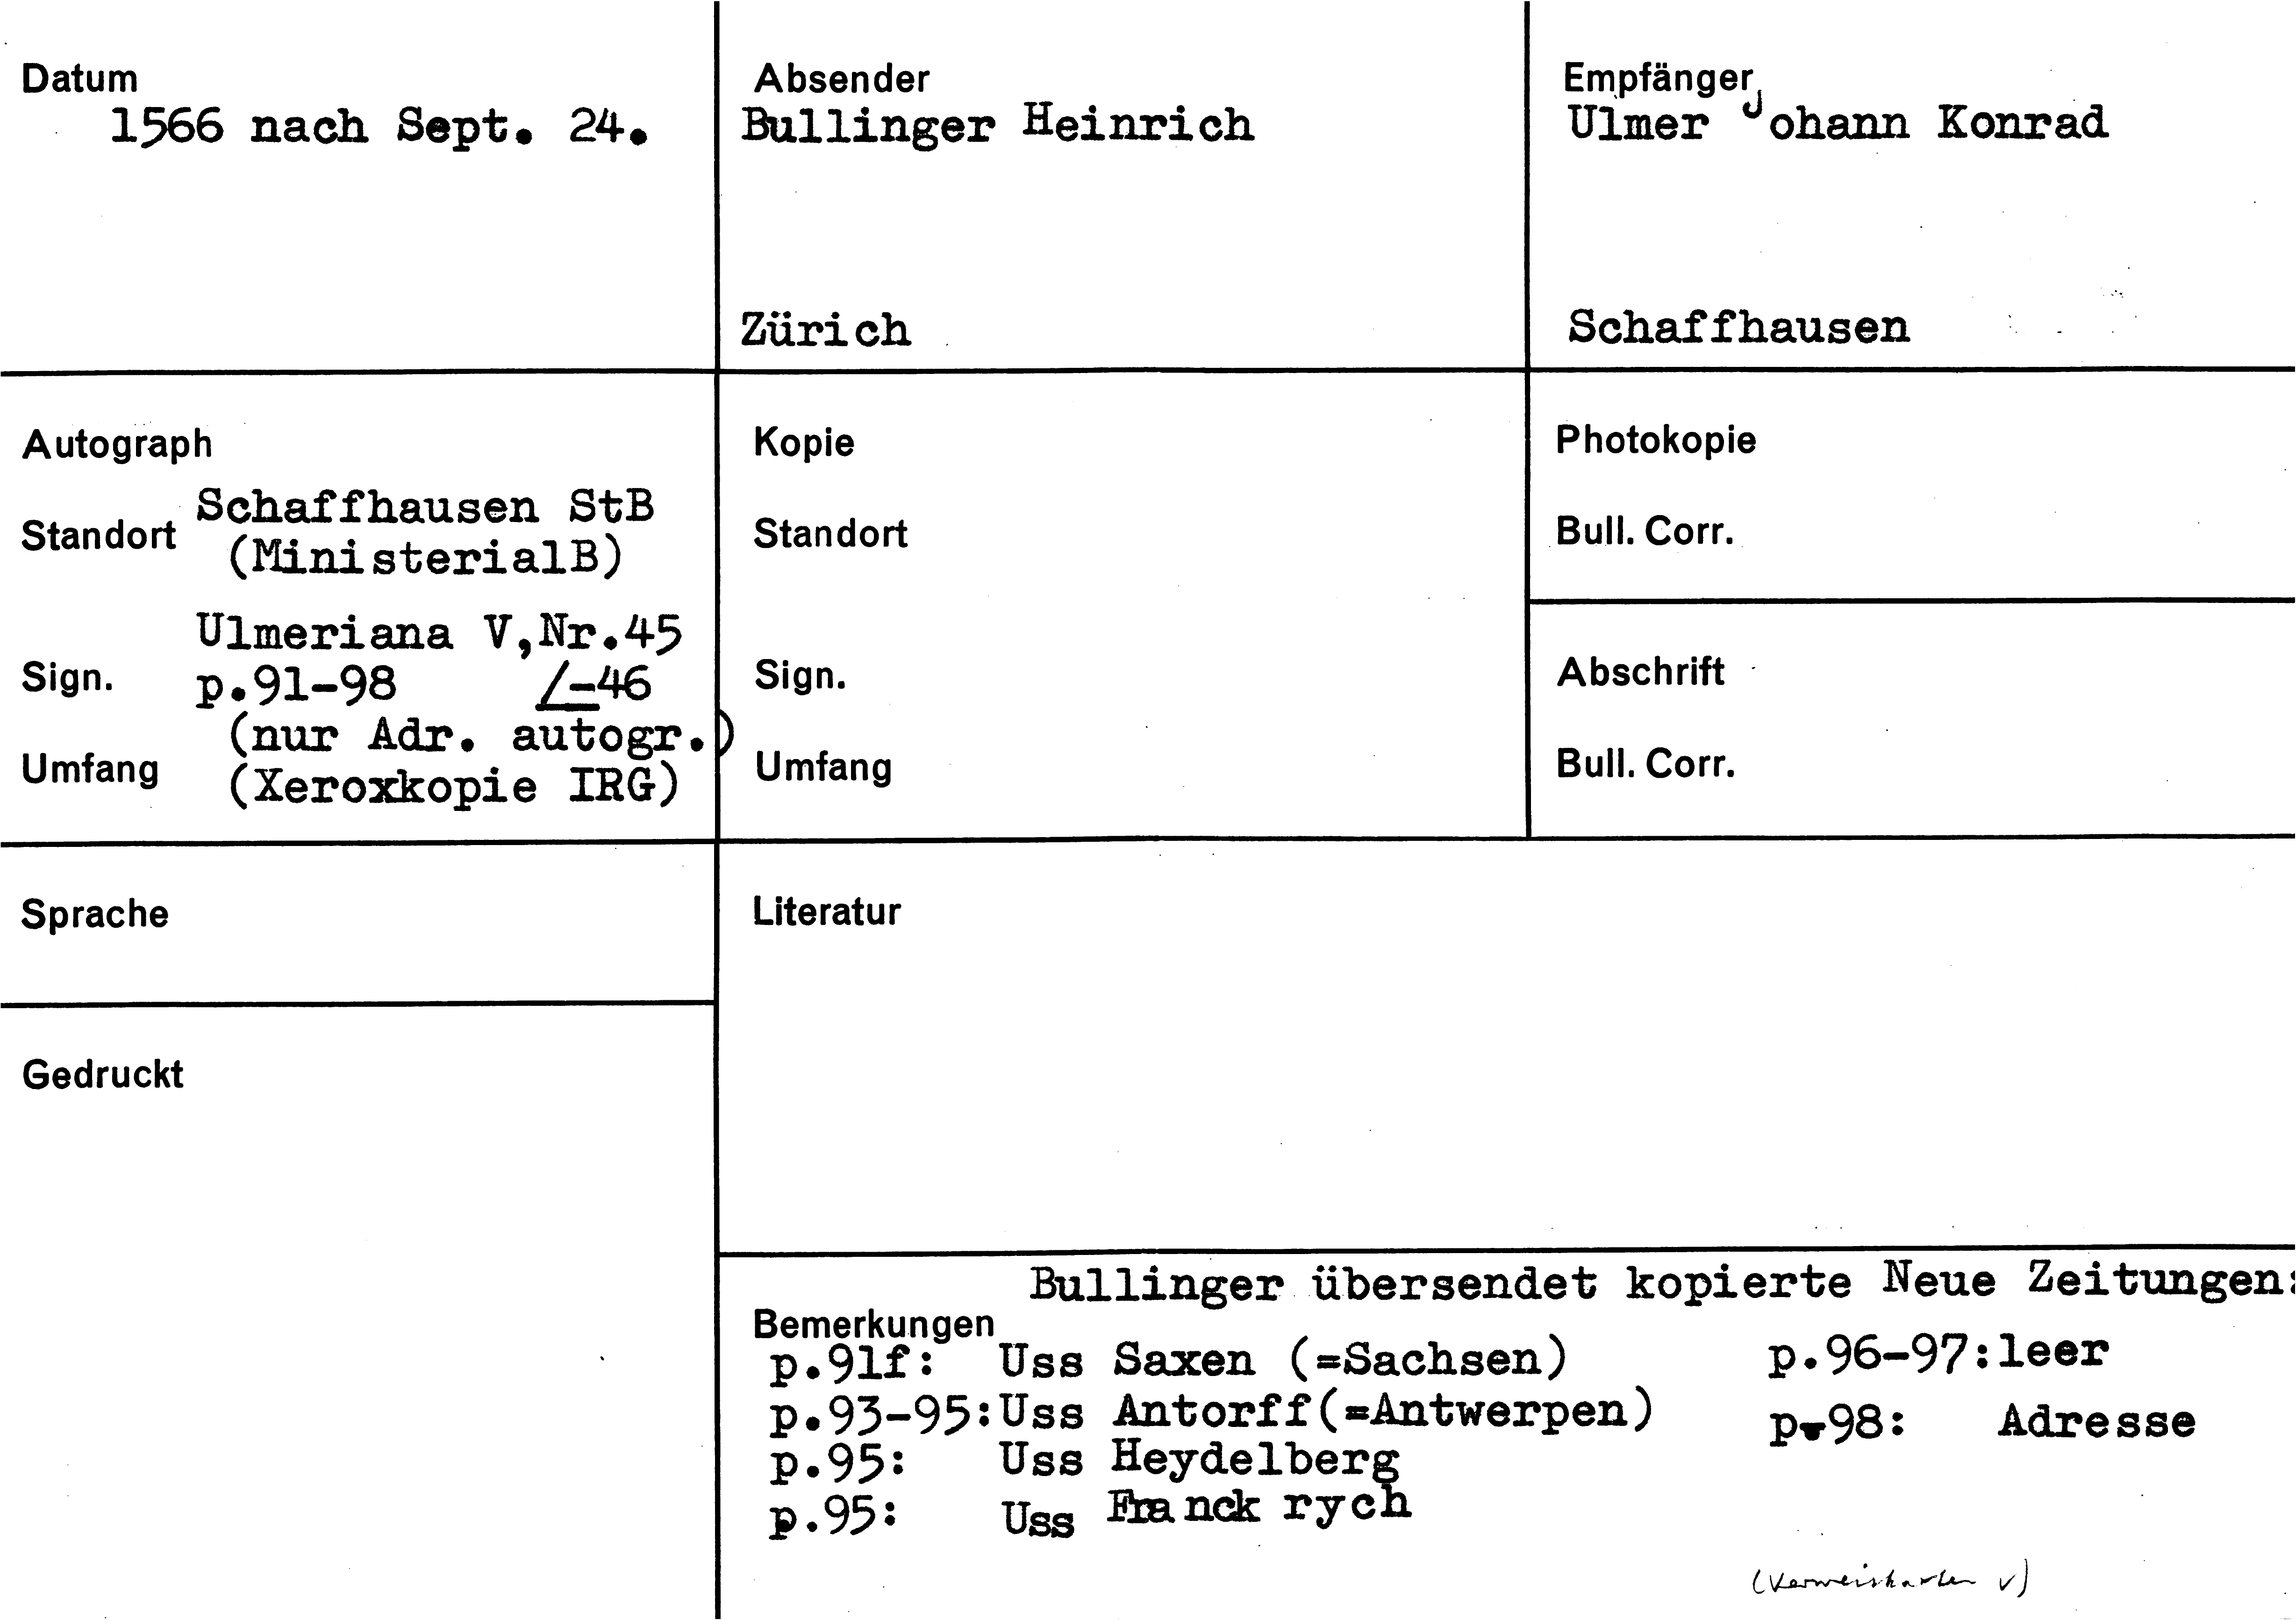 Datum
1566 nach Sept. 24.
Absender
Bullinger Heinrich
Zürich
Empfänger
Ulmer Johann Konrad
Schaffhausen
Autograph
Standort Schaffhausen StB
(MinisterialB)
Ulmeriana V,Nr.45
Sign. p.91-98 /-46
(nur Adr. autogr.)
Umfang (Xeroxkopie IRG)
Kopie
Standort
Sign.
Umfang
Photokopie
Bull. Corr.
Abschrift
Bull. Corr.
Sprache
Gedruckt
Literatur
Bullinger übersendet kopierte Neue Zeitungen:
Bemerkungen
p.91f: Uss Saxen (=Sachsen) p.96-97:leer
p.93-95:Uss Antorff(=Antwerpen) p.98: Adresse
p.95: Uss Heydelberg
p.95: Uss Franck rych
(Verweiskarten v)